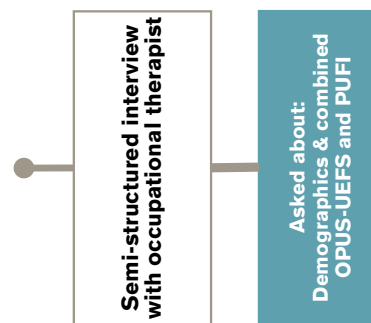 Semi-structured interview
with occupational therapist
Asked about:
Demographics & combined
OPUS-UEFS and PUFI